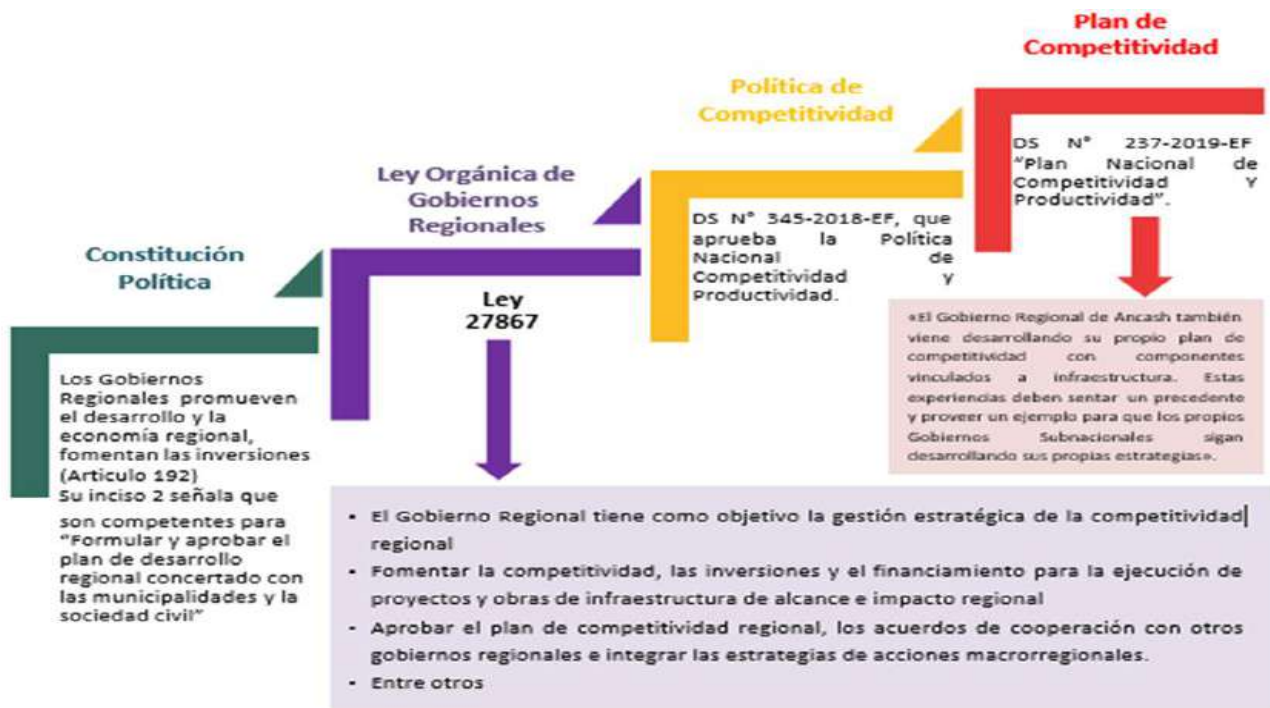 Constitución
Política
Los Gobiernos
Regionales promueven
el desarrollo y la
economía regional,
fomentan las inversiones
(Articulo 192)
Su inciso 2 señala que
son competentes para
"Formular y aprobar el
plan de desarrollo
regional concertado con
las municipalidades y la
sociedad civil"
Ley Orgánica de
Gobiernos
Regionales
Ley
27867
• El Gobierno Regional tiene como objetivo la gestión estratégica de la competitividad
regional
• Fomentar la competitividad, las inversiones y el financiamiento para la ejecución de
proyectos y obras de infraestructura de alcance e impacto regional
• Aprobar el plan de competitividad regional, los acuerdos de cooperación con otros
gobiernos regionales e integrar las estrategias de acciones macrorregionales.
• Entre otros
Política de
Competitividad
DS N° 345-2018-EF, que
aprueba la Política
Nacional de
Competitividad y
Productividad.
Plan de
Competitividad
DS N° 237-2019-EF
"Plan Nacional de
Competitividad Y
Productividad".
«El Gobierno Regional de Ancash también
viene desarrollando su propio plan de
competitividad con componentes
vinculados a infraestructura. Estas
experiencias deben sentar un precedente
y proveer un ejemplo para que los propios
Gobiernos Subnacionales sigan
desarrollando sus propias estrategias».